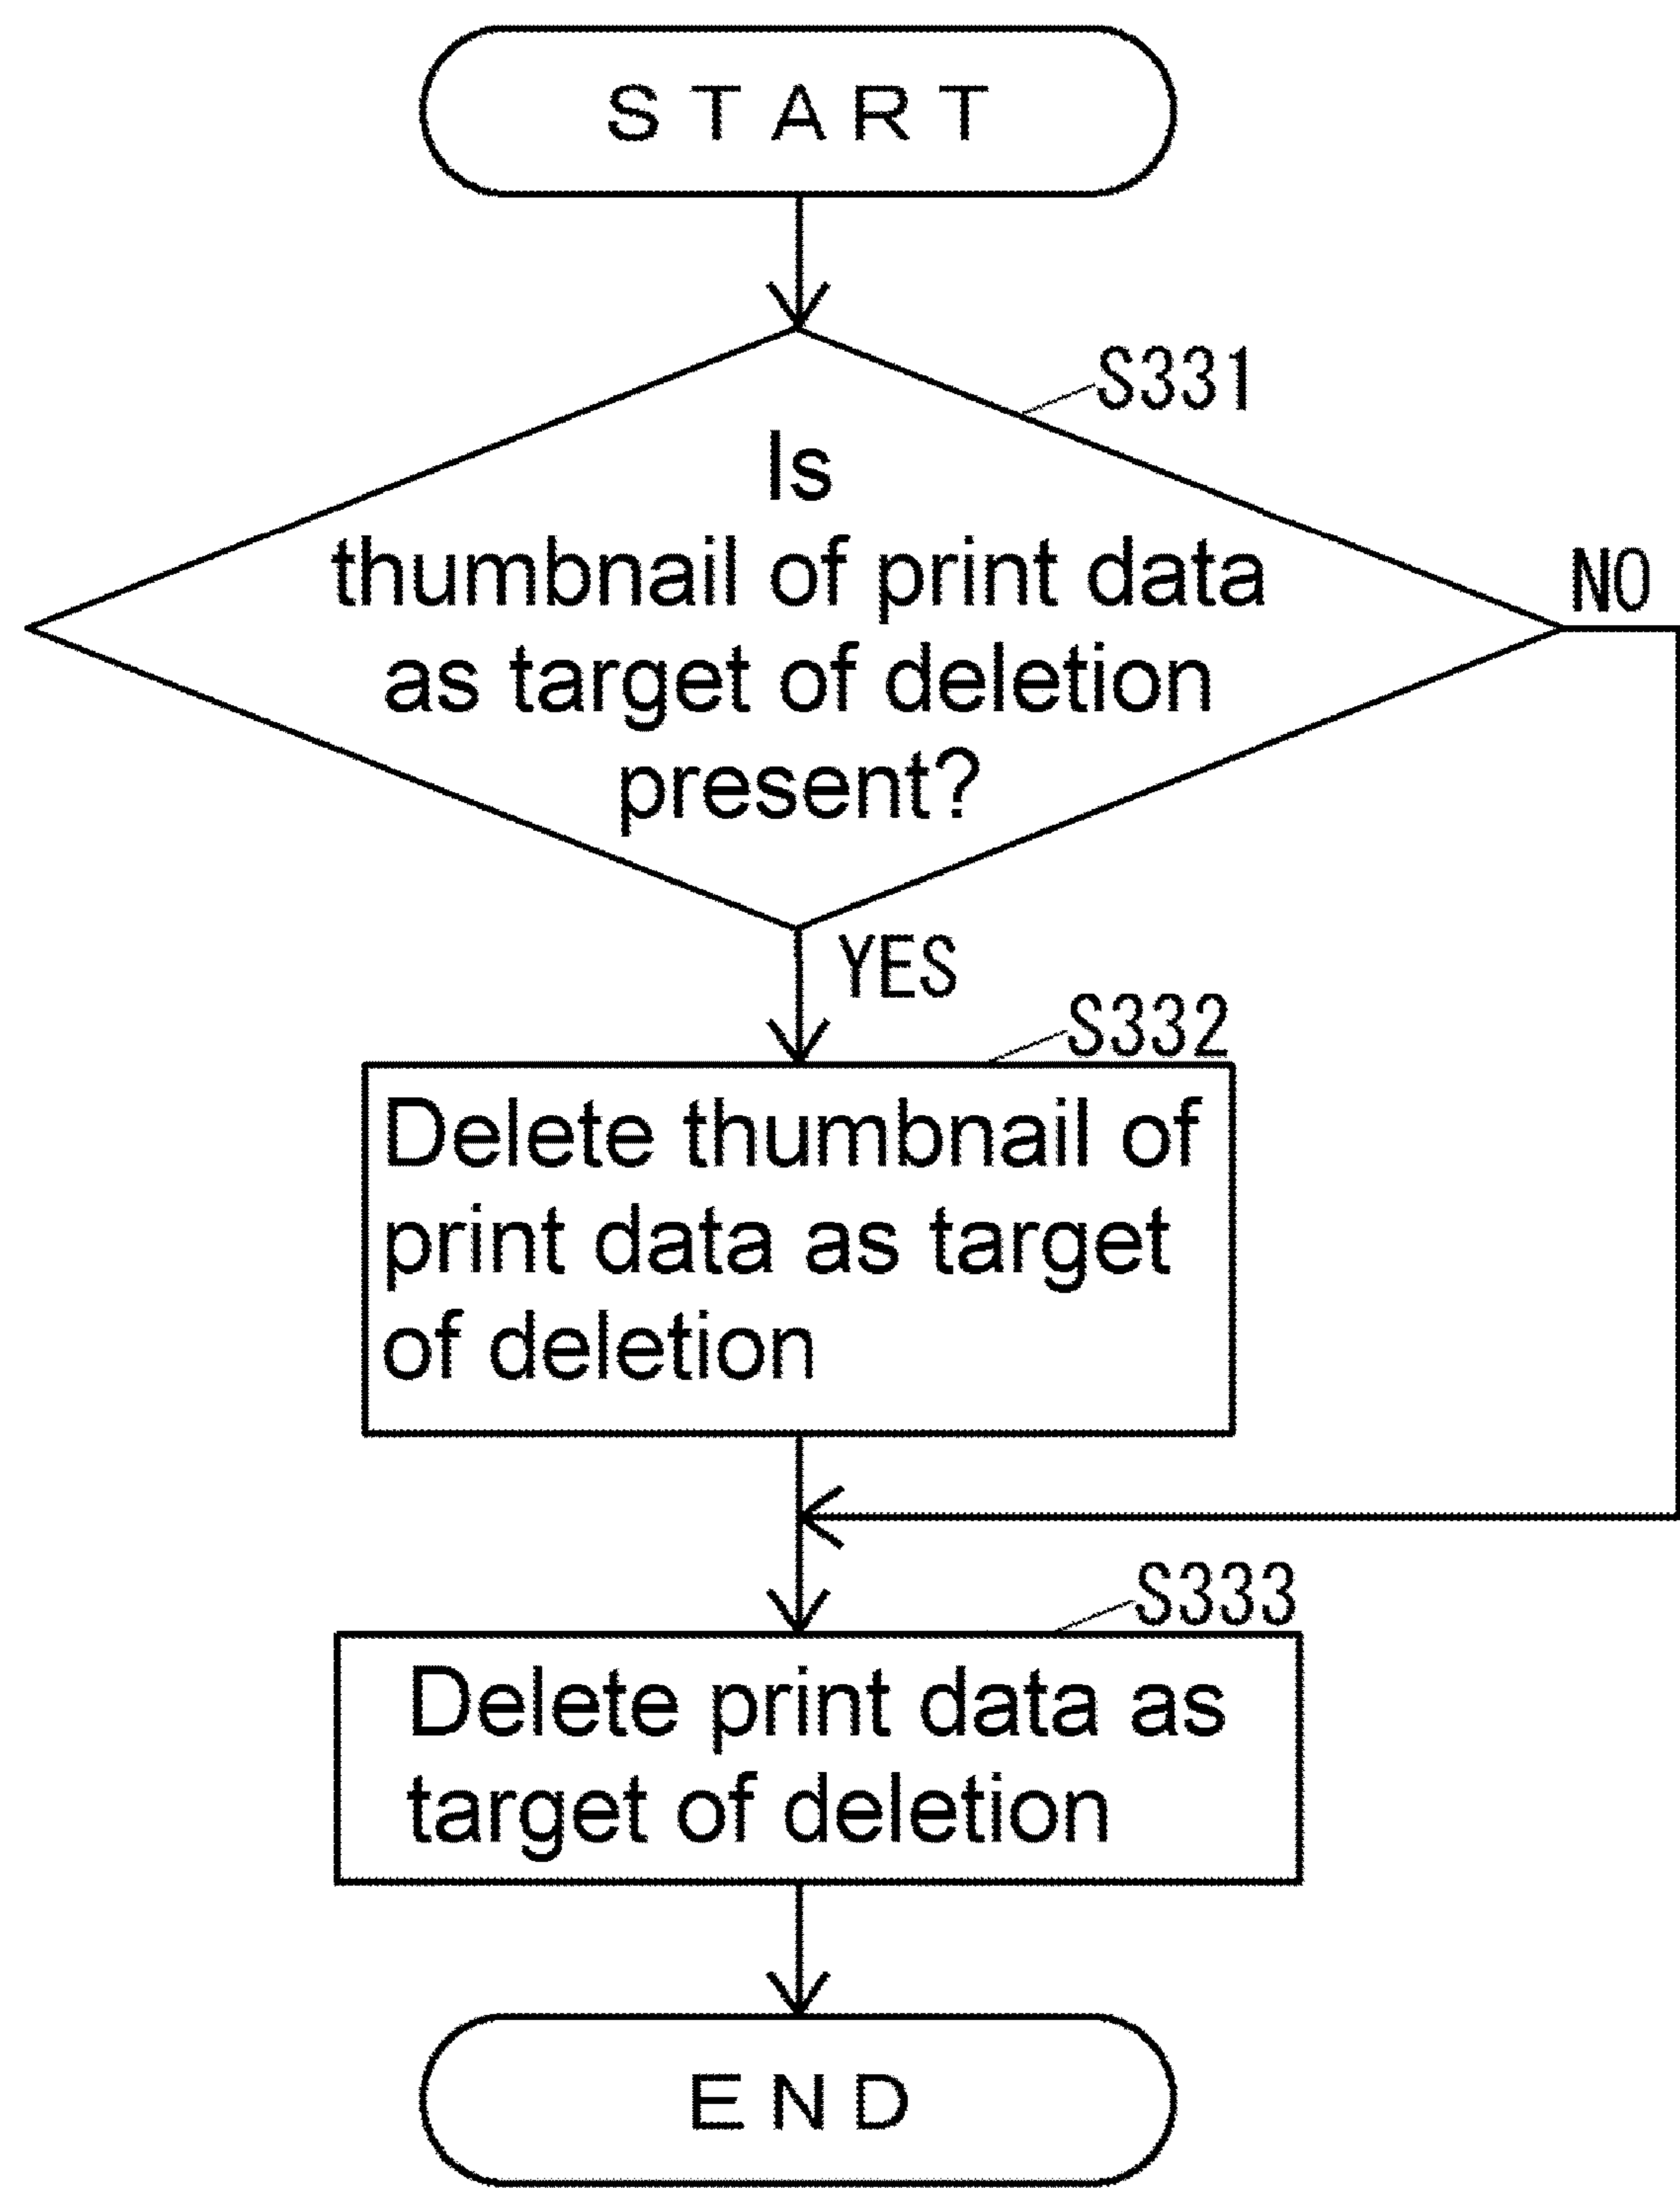 START
S331
Is
thumbnail of print data
as target of deletion
present?
NO
YES
S332
Delete thumbnail of
print data as target
of deletion
S333
Delete print data as
target of deletion
END